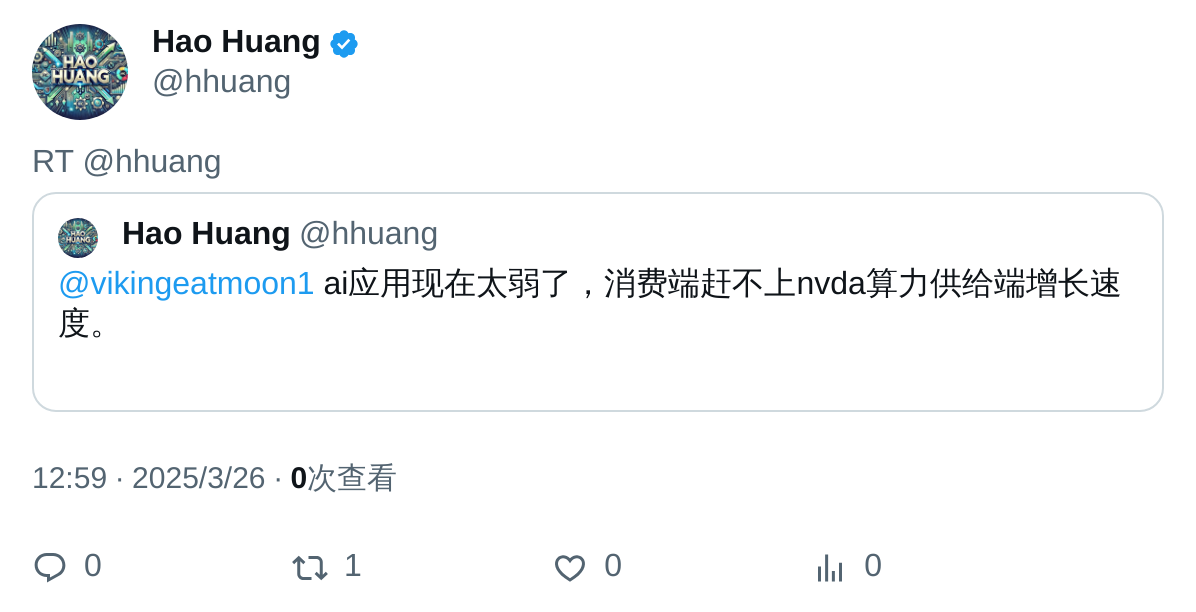 HAO
HUANG
Hao Huang
@hhuang
RT @hhuang
HAO
HUANG
Hao Huang @hhuang
@vikingeatmoon1 ai应用现在太弱了，消费端赶不上nvda算力供给端增长速
度。
12:59 · 2025/3/26 · 0次查看
0 1 0 0